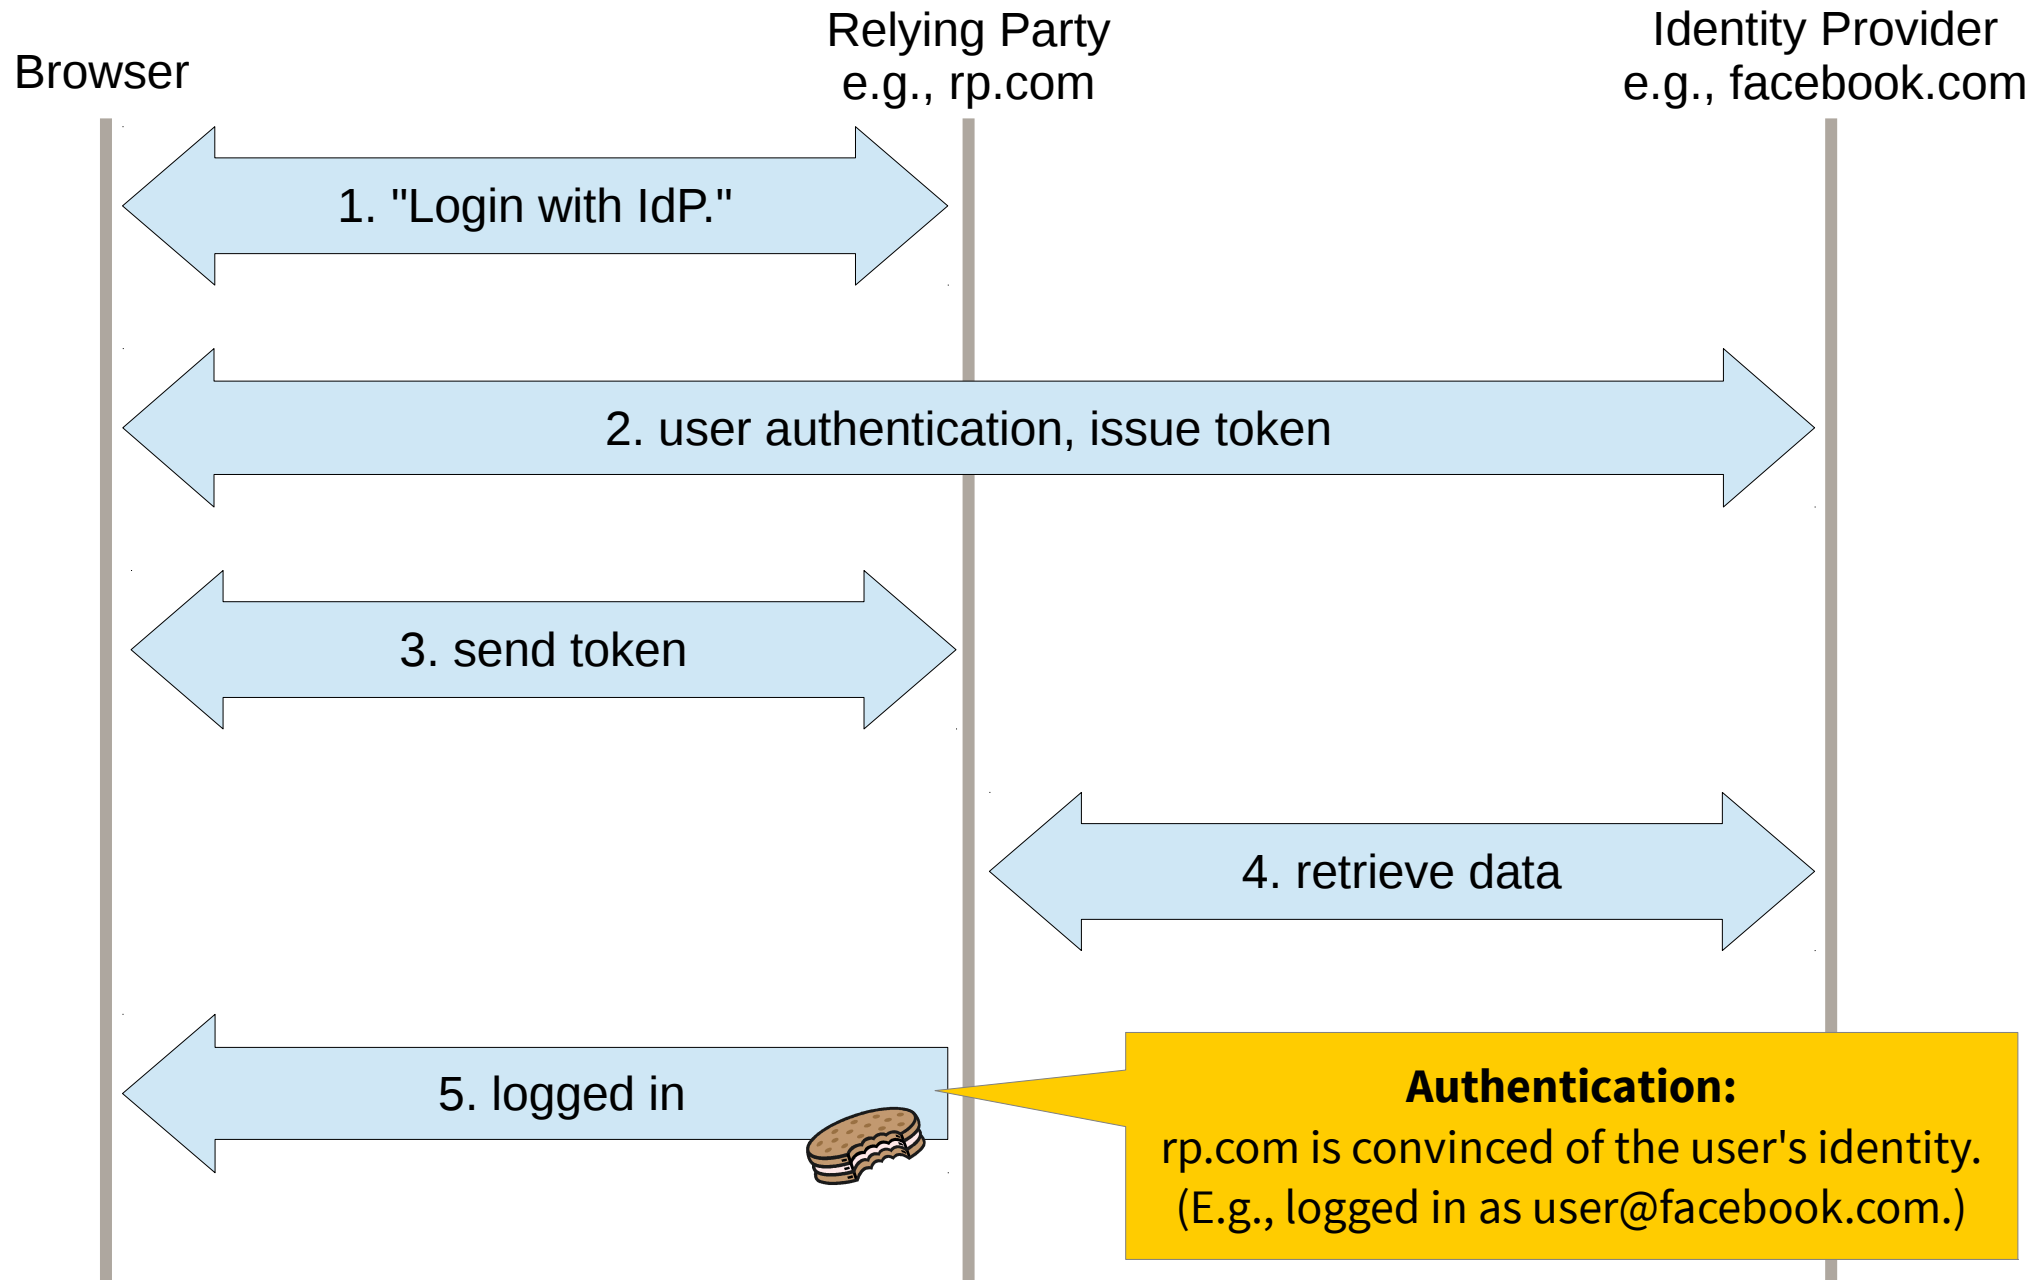 Browser
Relying Party
e.g., rp.com
Identity Provider
e.g., facebook.com
1. "Login with IdP."
2. user authentication, issue token
3. send token
4. retrieve data
5. logged in
Authentication:
rp.com is convinced of the user's identity.
(E.g., logged in as user@facebook.com.)